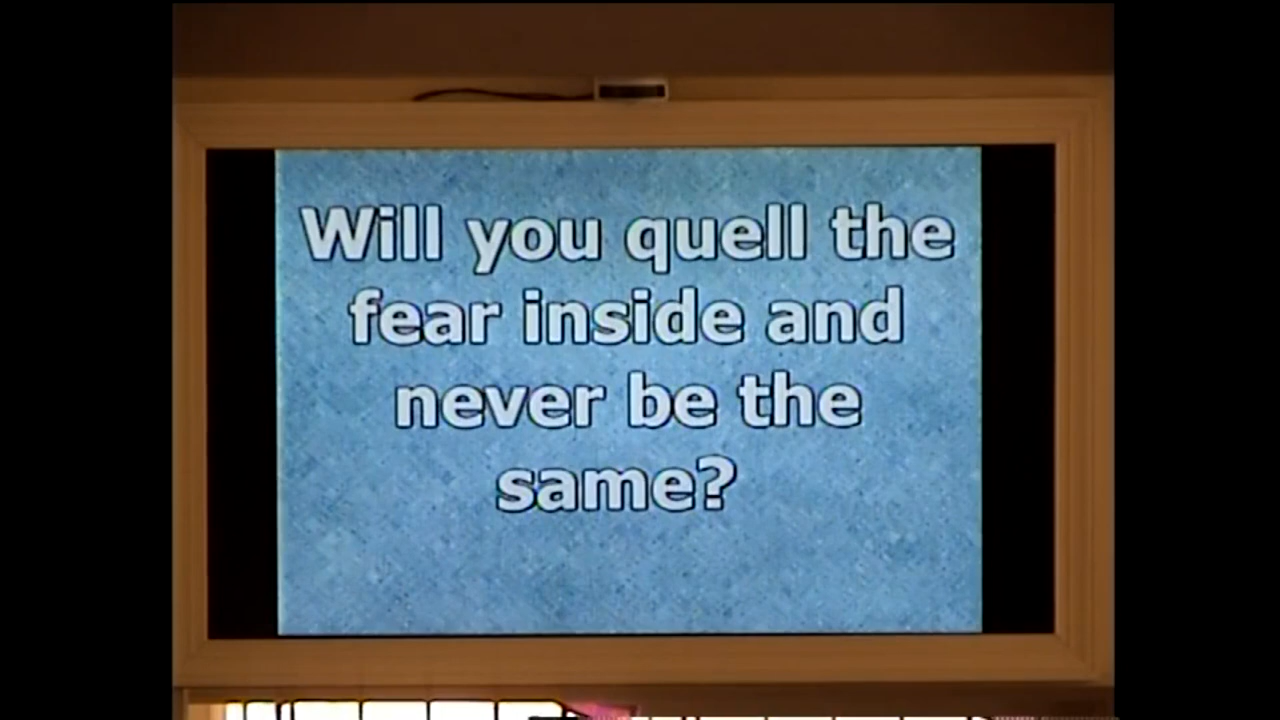 Will you quell the
fear inside and
never be the
same?